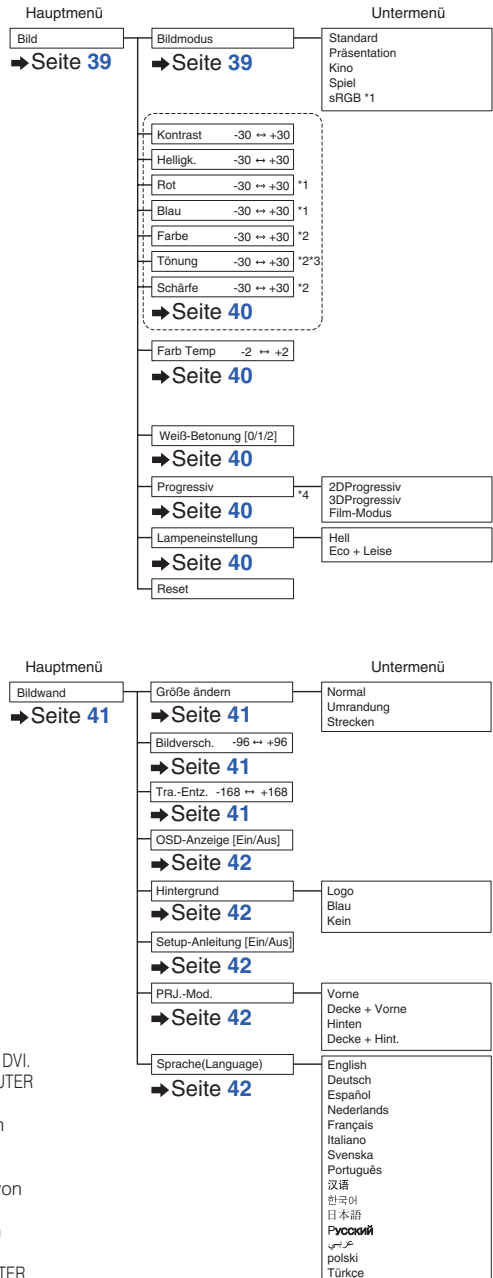 Hauptmenü Untermenü
Bild Bildmodus Standard
➔Seite 39 ➔Seite 39 Präsentation
Kino
Spiel
sRGB *1
Kontrast -30 ↔ +30
Helligk. -30 ↔ +30
Rot -30 ↔ +30 *1
Blau -30 ↔ +30 *1
Farbe -30 ↔ +30 *2
Tönung -30 ↔ +30 *2*3
Schärfe -30 ↔ +30 *2
➔Seite 40
Farb Temp -2 ↔ +2
➔Seite 40
Weiß-Betonung [0/1/2]
➔Seite 40
Progressiv *4 2DProgressiv
➔Seite 40 3DProgressiv
Film-Modus
Lampeneinstellung Hell
➔Seite 40 Eco + Leise
Reset
Hauptmenü Untermenü
Bildwand Größe ändern Normal
➔Seite 41 ➔Seite 41 Umrandung
Strecken
Bildversch. -96 ↔ +96
➔Seite 41
Tra.-Entz. -168 ↔ +168
➔Seite 41
OSD-Anzeige [Ein/Aus]
➔Seite 42
Hintergrund Logo
➔Seite 42 Blau
Kein
Setup-Anleitung [Ein/Aus]
➔Seite 42
PRJ.-Mod. Vorne
➔Seite 42 Decke + Vorne
Hinten
Decke + Hint.
Sprache(Language) English
➔Seite 42 Deutsch
Español
Nederlands
Français
Italiano
Svenska
Português
汉语
한국어
日本語
Русский
عربي
polski
Türkçe
DVI.